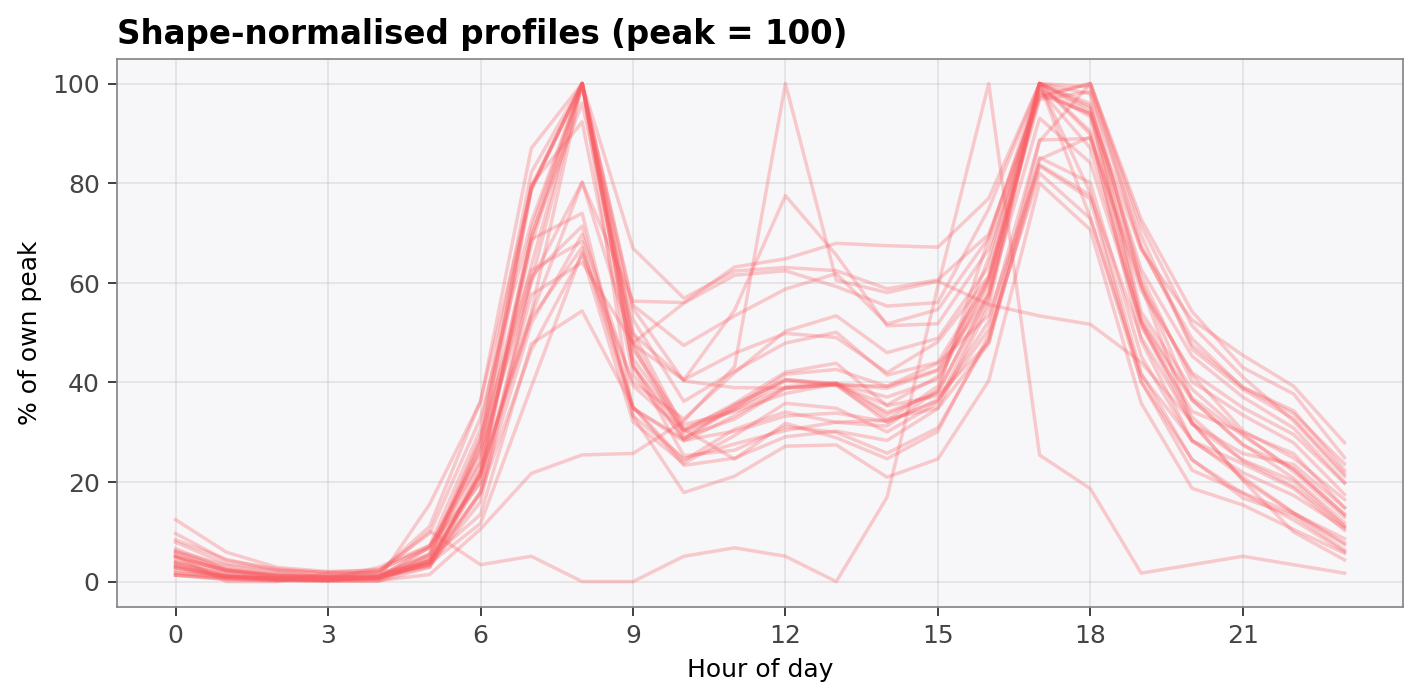 Shape-normalised profiles (peak = 100)
% of own peak
100
80
60
40
20
0
0 3 6 9 12 15 18 21
Hour of day